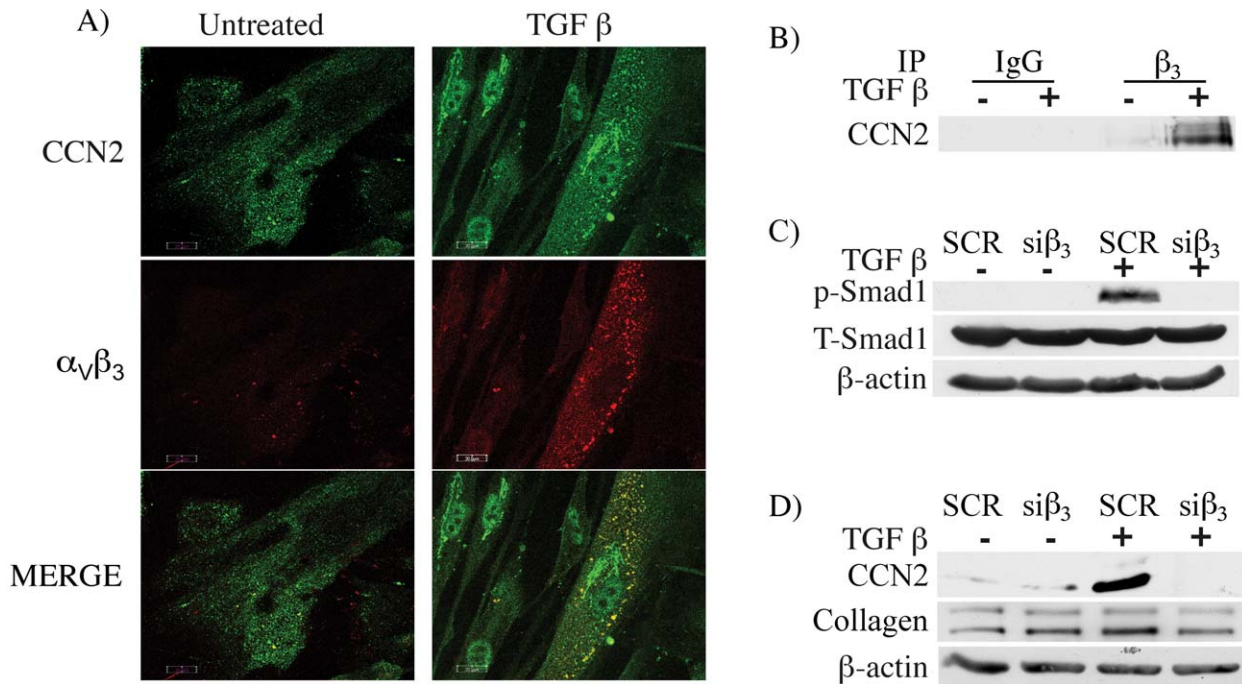 A)
Untreated TGF β
CCN2
αVβ3
MERGE
B)
IP IgG β3
TGF β - + - +
CCN2
C)
SCR siβ3 SCR siβ3
TGF β - - + +
p-Smad1
T-Smad1
β-actin
D)
SCR siβ3 SCR siβ3
TGF β - - + +
CCN2
Collagen
β-actin